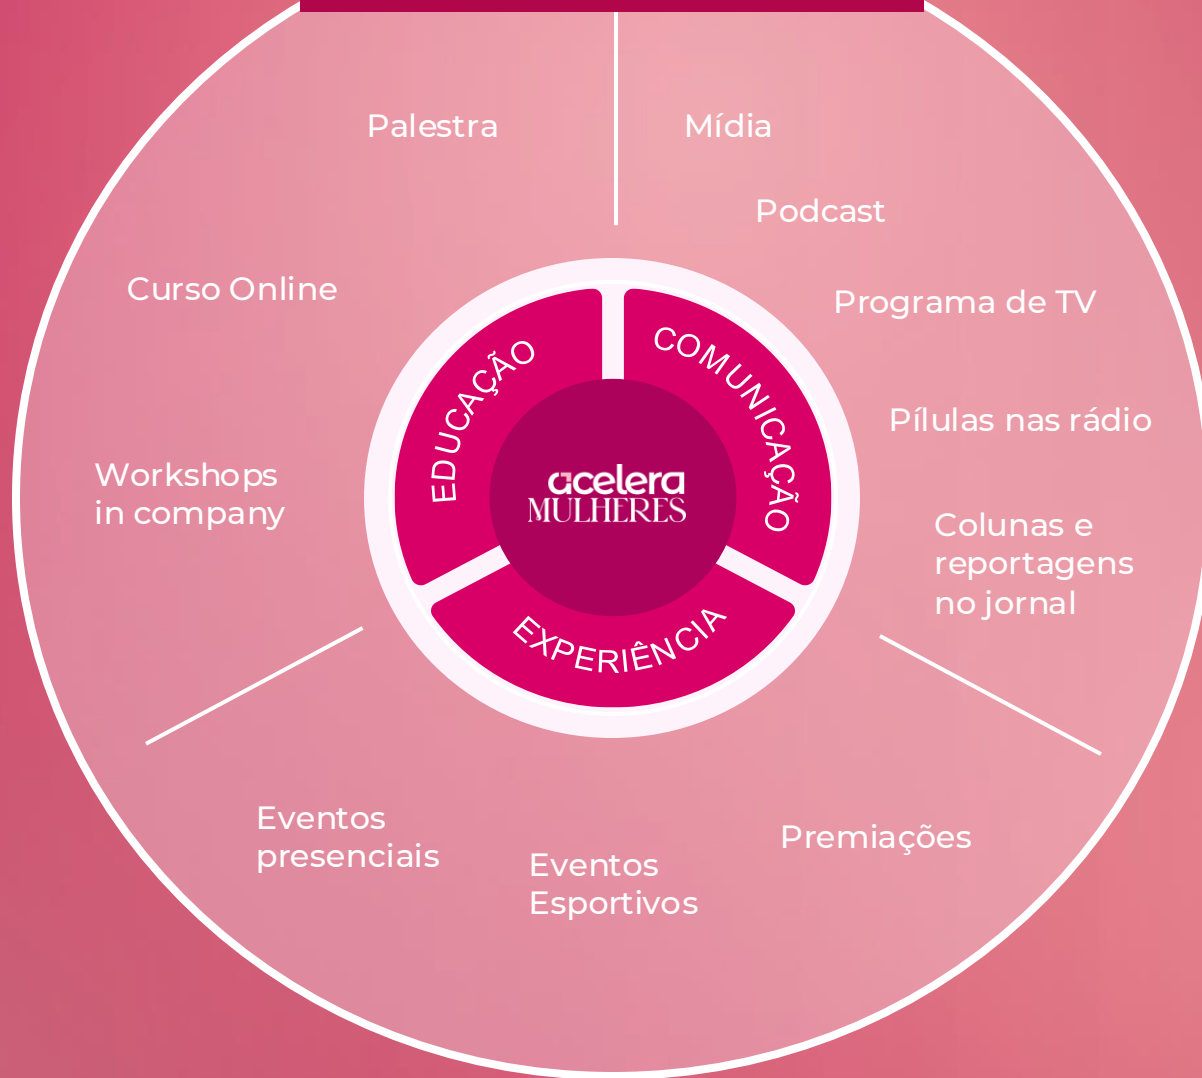 Palestra
Mídia
Podcast
Curso Online
Programa de TV
EDUCAÇÃO
COMUNICAÇÃO
Pílulas nas rádio
Workshops
in company
acelera
MULHERES
Colunas e
reportagens
no jornal
EXPERIÊNCIA
Eventos
presenciais
Eventos
Esportivos
Premiações